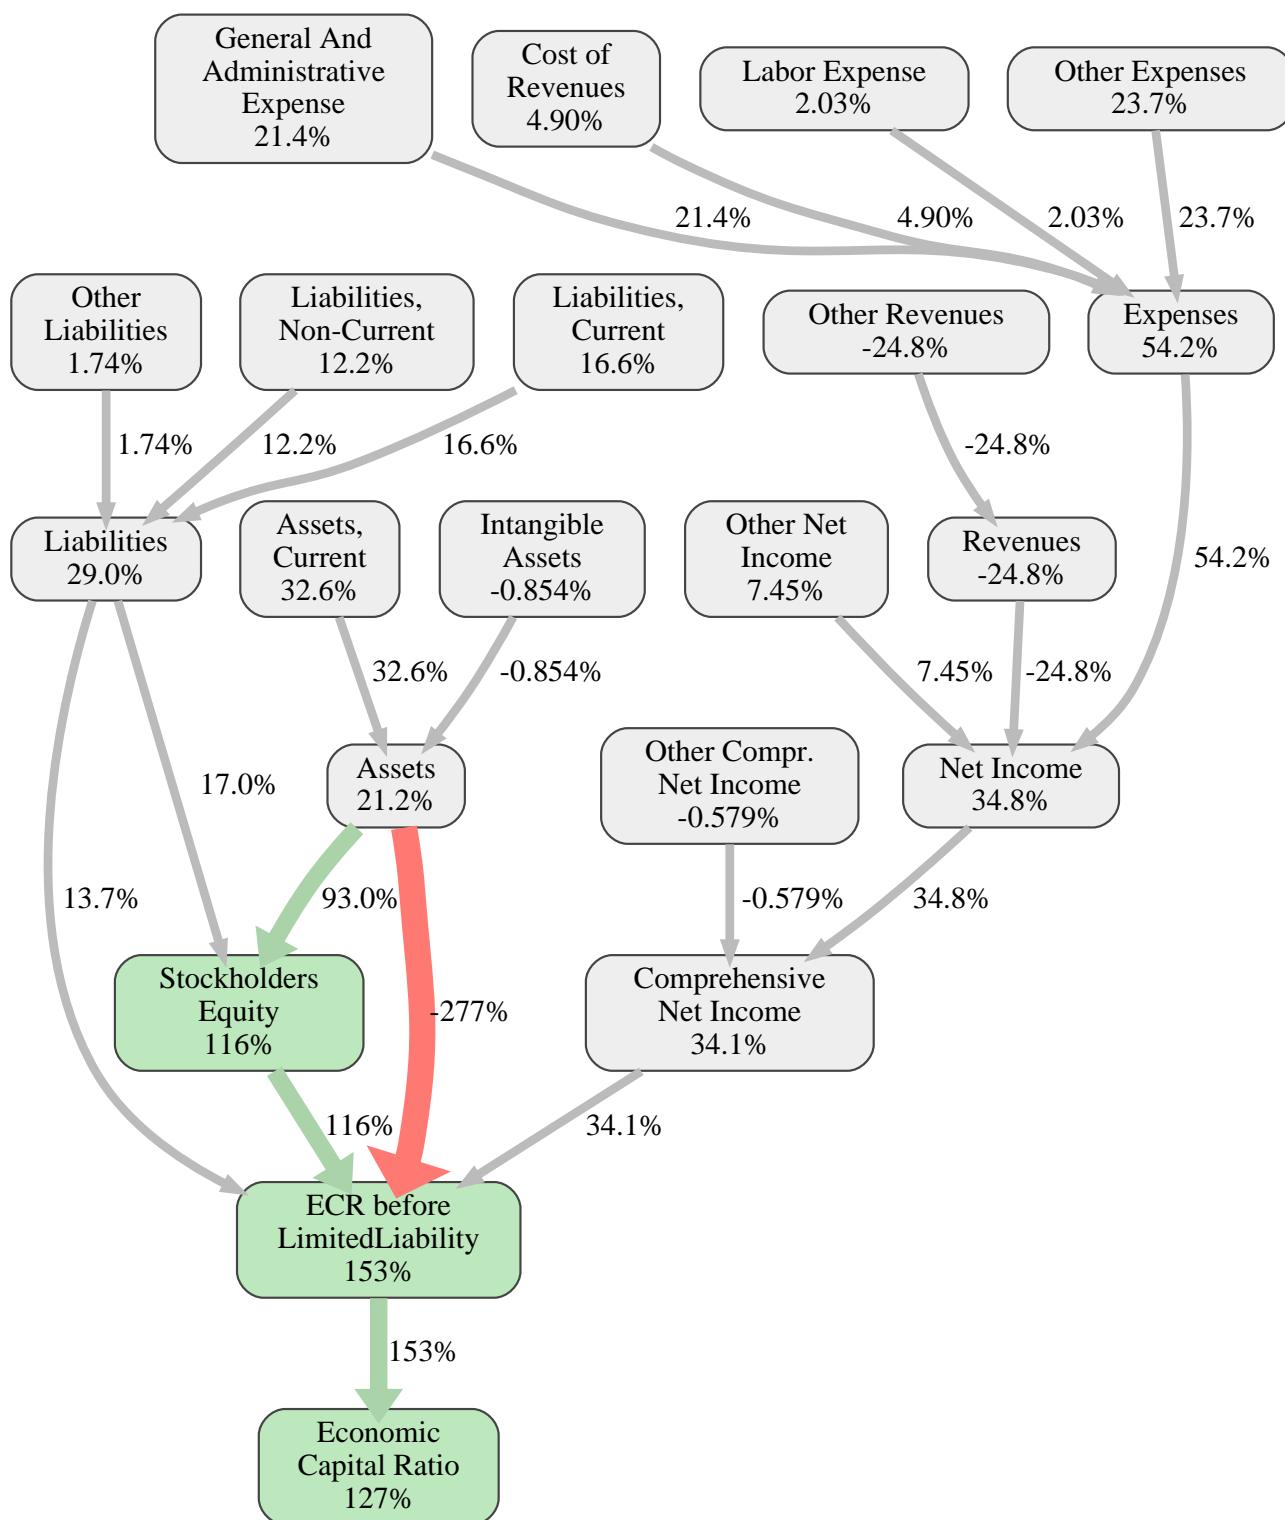 General And
Administrative
Expense
21.4%
Cost of
Revenues
4.90%
Labor Expense
2.03%
Other Expenses
23.7%
21.4%
4.90%
2.03%
23.7%
Other
Liabilities
1.74%
Liabilities,
Non-Current
12.2%
Liabilities,
Current
16.6%
Other Revenues
-24.8%
Expenses
54.2%
1.74%
12.2%
16.6%
-24.8%
54.2%
Liabilities
29.0%
Assets,
Current
32.6%
Intangible
Assets
-0.854%
Other Net
Income
7.45%
Revenues
-24.8%
32.6%
-0.854%
7.45%
-24.8%
17.0%
Assets
21.2%
Other Compr.
Net Income
-0.579%
Net Income
34.8%
13.7%
93.0%
-277%
-0.579%
34.8%
Stockholders
Equity
116%
Comprehensive
Net Income
34.1%
116%
34.1%
ECR before
LimitedLiability
153%
153%
Economic
Capital Ratio
127%